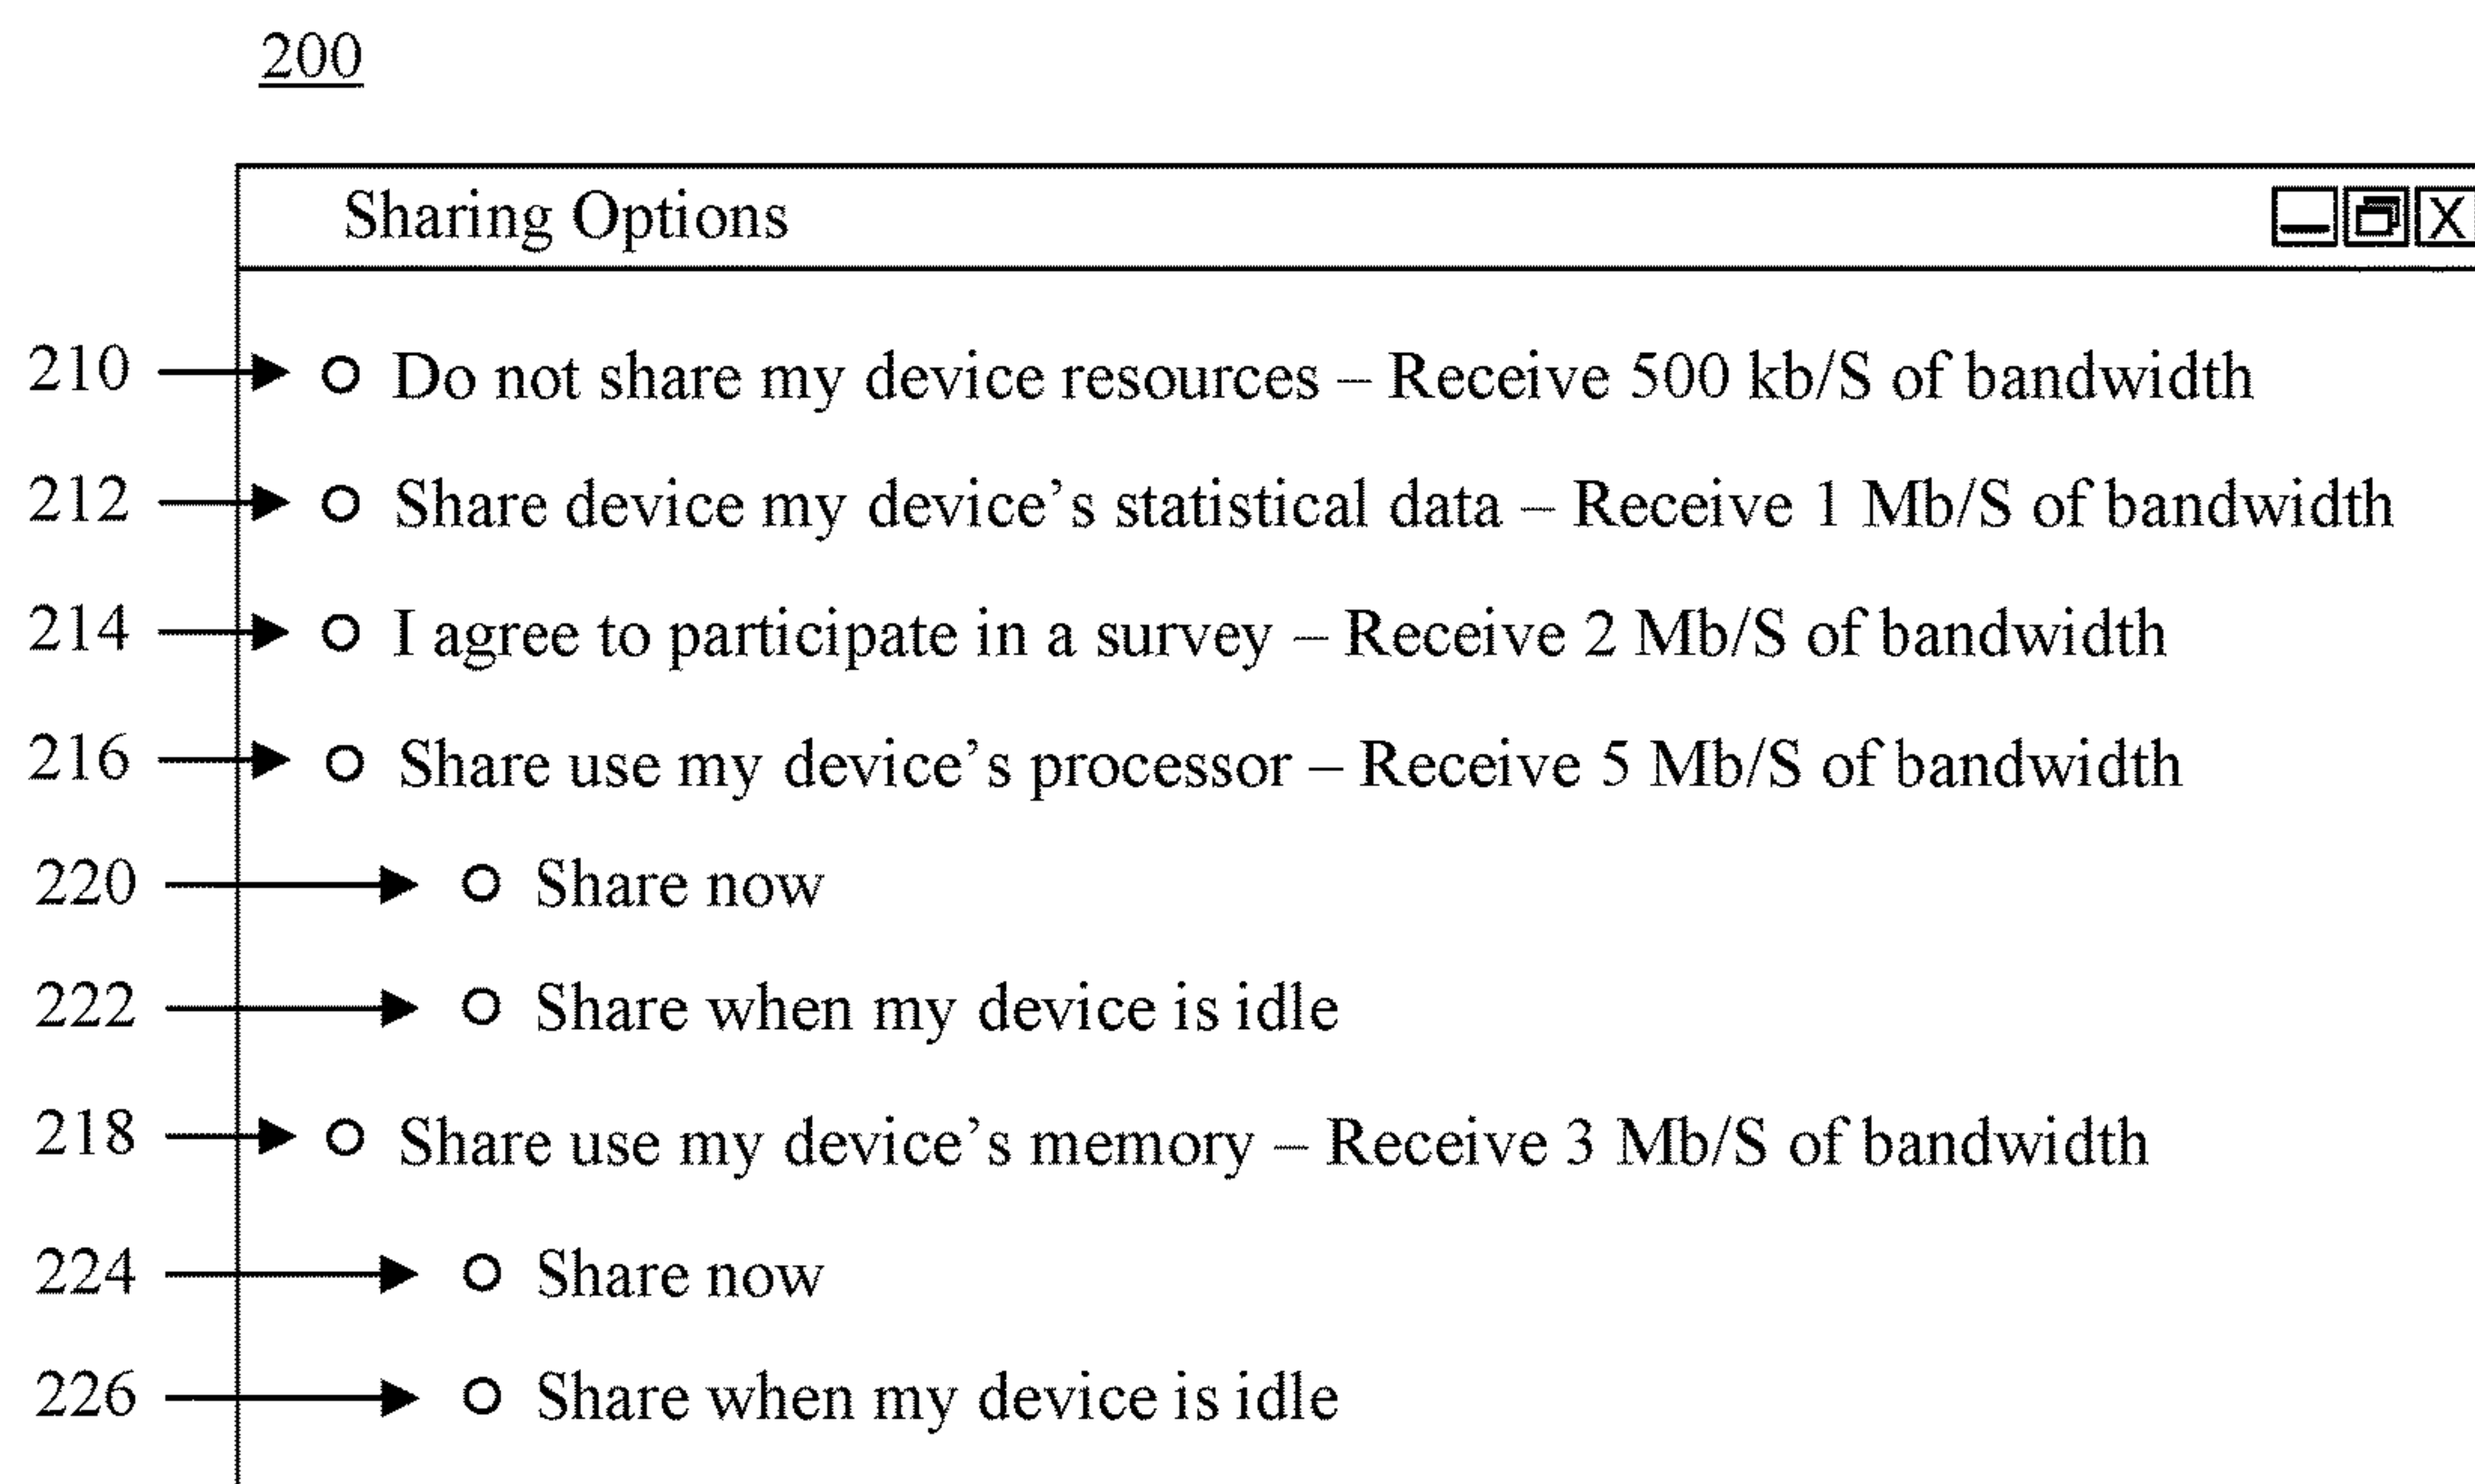 200
Sharing Options X
210 Do not share my device resources – Receive 500 kb/S of bandwidth
212 Share device my device’s statistical data – Receive 1 Mb/S of bandwidth
214 I agree to participate in a survey – Receive 2 Mb/S of bandwidth
216 Share use my device’s processor – Receive 5 Mb/S of bandwidth
220 Share now
222 Share when my device is idle
218 Share use my device’s memory – Receive 3 Mb/S of bandwidth
224 Share now
226 Share when my device is idle